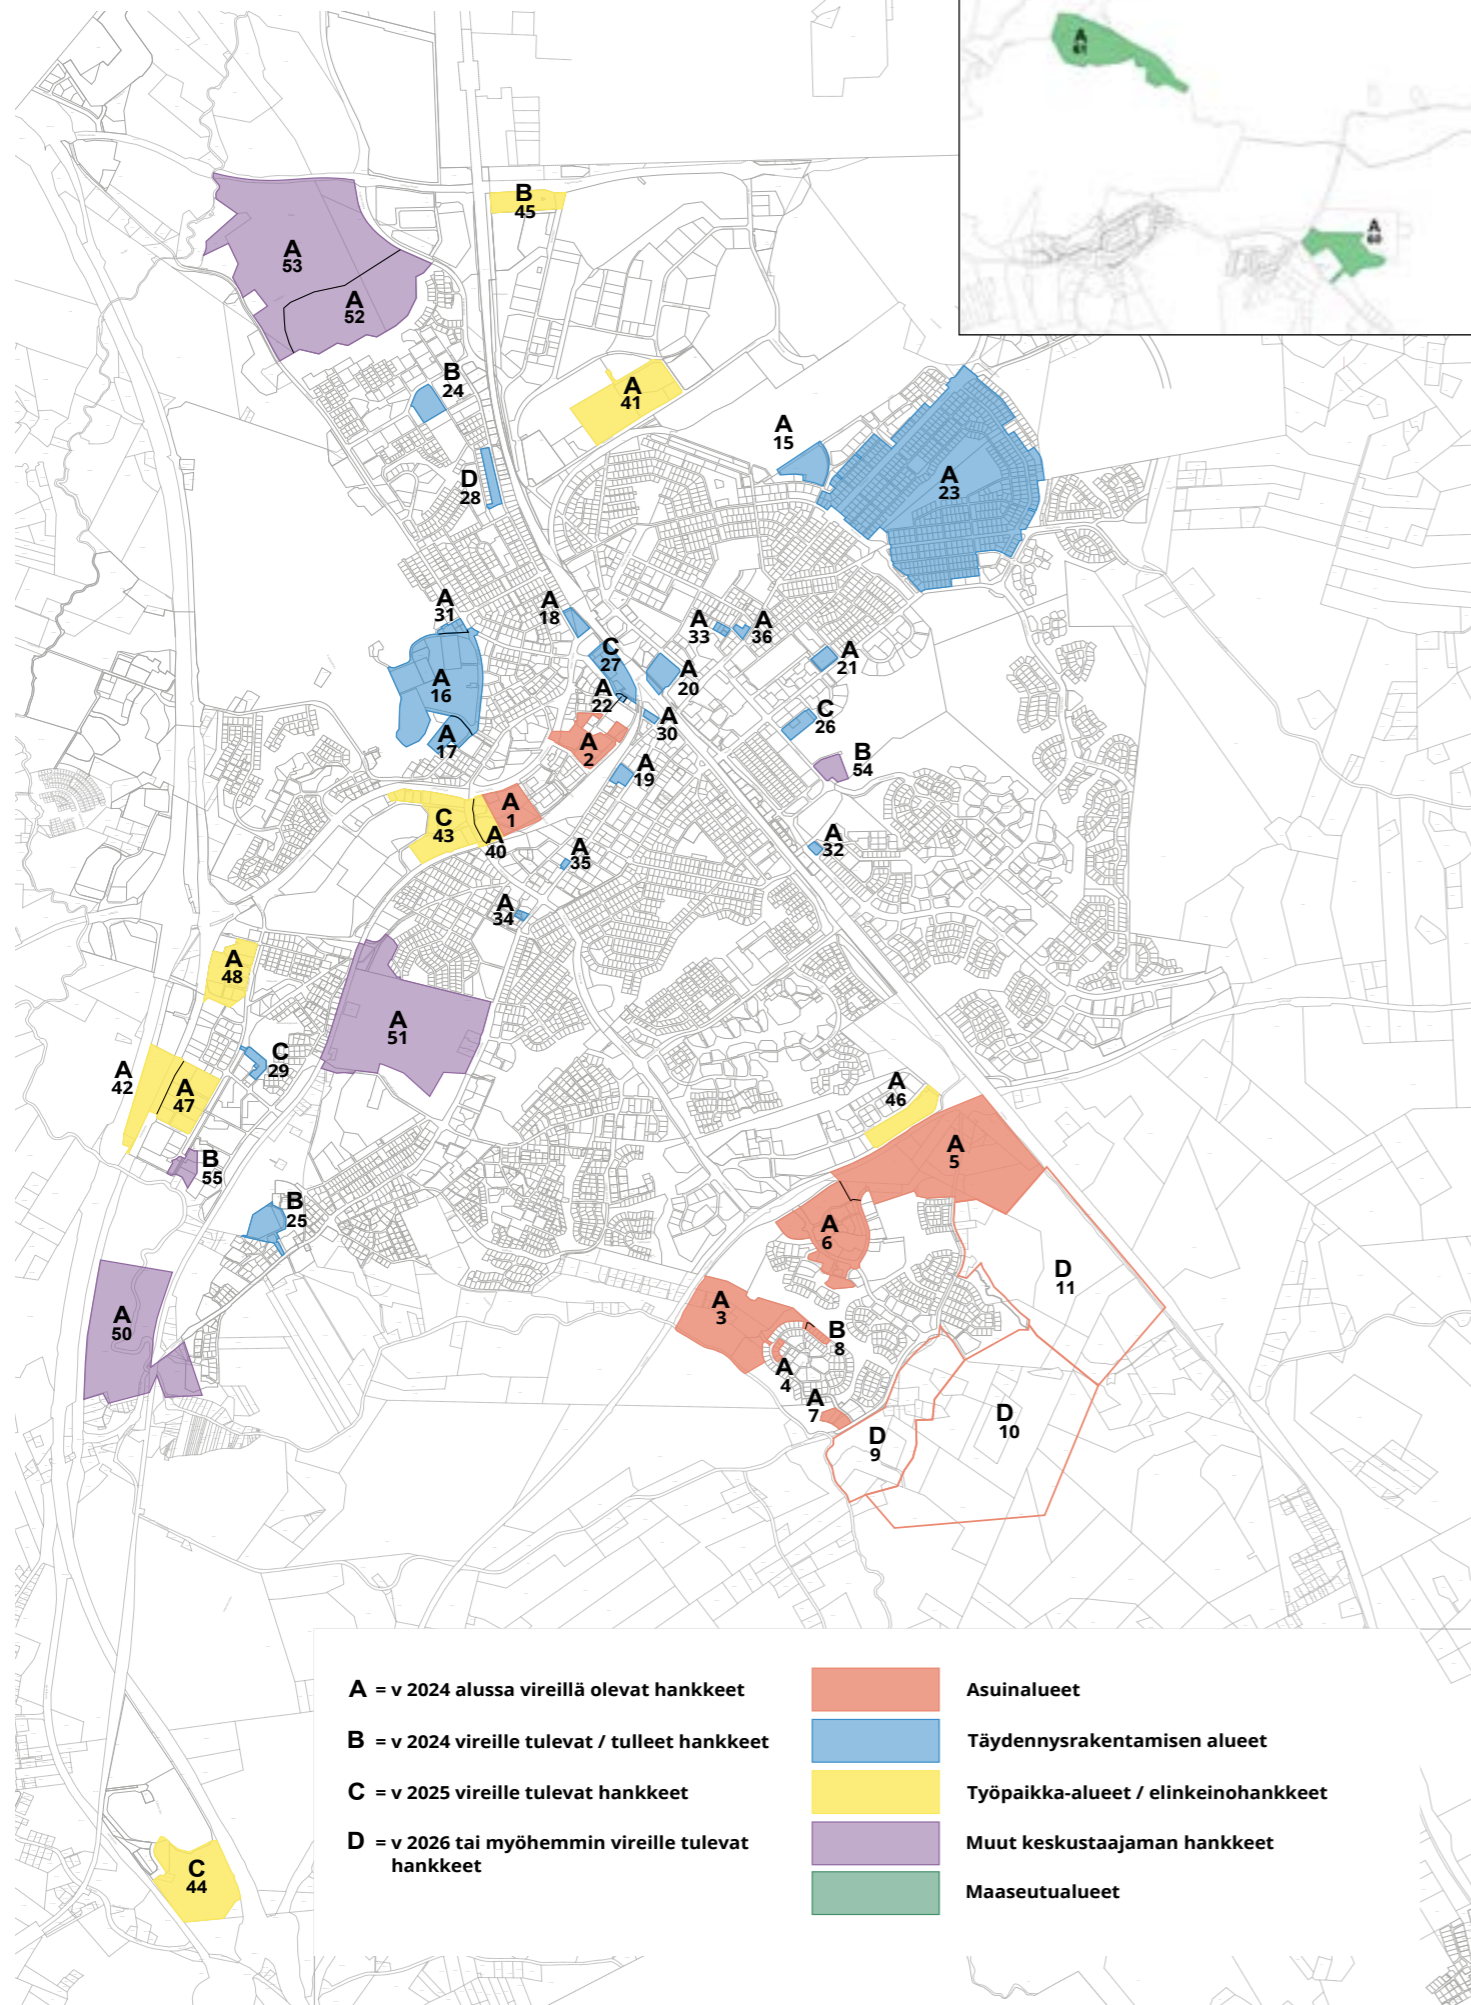 A
61
A
60
B
45
A
53
A
52
B
24
A
41
A
15
D
28
A
23
A
31
A
18
A
33
A
36
C
27
A
21
A
20
A
16
A
22
C
26
A
30
A
17
A
2
B
54
A
19
A
1
C
43
A
40
A
32
A
35
A
34
A
48
A
51
C
29
A
42
A
47
A
46
A
5
B
55
B
25
A
6
D
11
A
3
A
50
B
8
A
4
A
7
D
10
D
9
A = v 2024 alussa vireillä olevat hankkeet
B = v 2024 vireille tulevat / tulleet hankkeet
C = v 2025 vireille tulevat hankkeet
D = v 2026 tai myöhemmin vireille tulevat
hankkeet
Asuinalueet
Täydennysrakentamisen alueet
Työpaikka-alueet / elinkeinohankkeet
Muut keskustaajaman hankkeet
Maaseutualueet
C
44